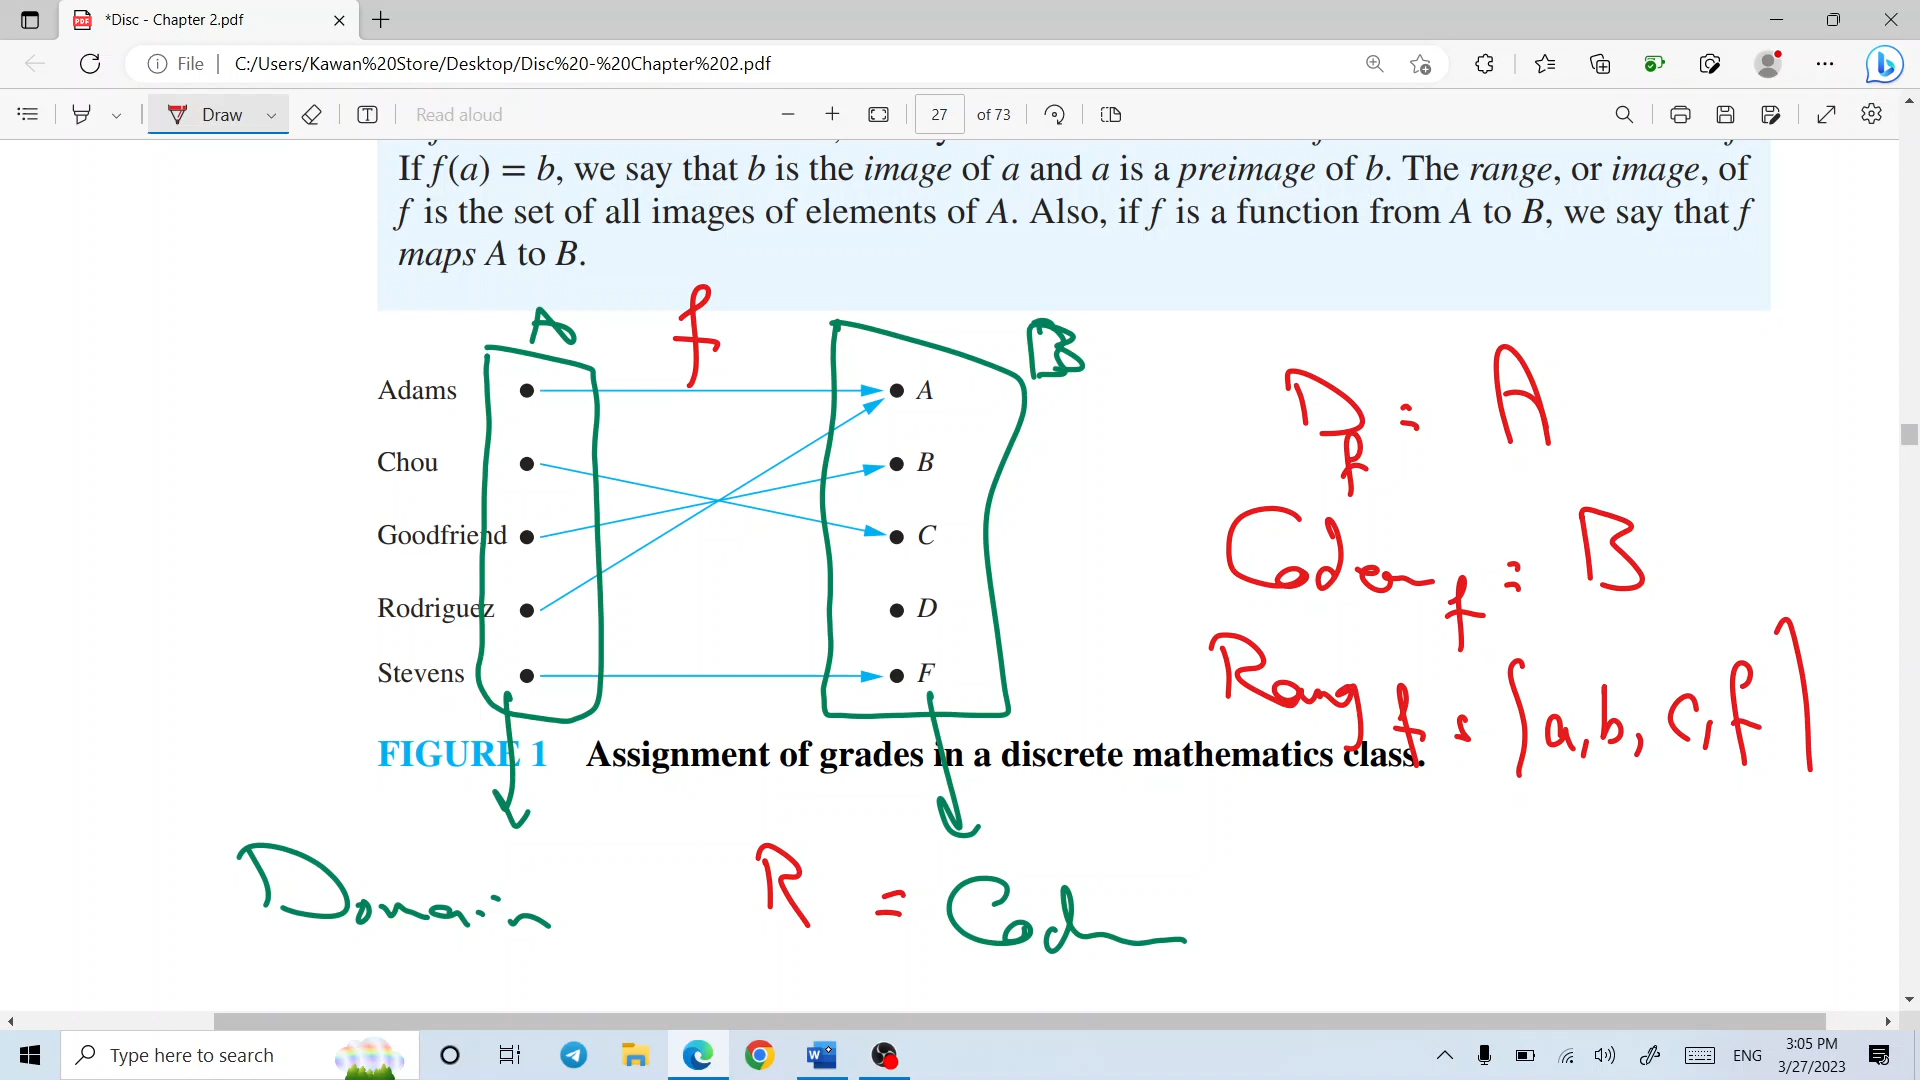 *Disc - Chapter 2.pdf
File C:/Users/Kawan%20Store/Desktop/Disc%20-%20Chapter%202.pdf
Draw Read aloud 27 of 73
If f(a) = b, we say that b is the image of a and a is a preimage of b. The range, or image, of
f is the set of all images of elements of A. Also, if f is a function from A to B, we say that f
maps A to B.
A f B
Adams A
Chou B
Goodfriend C
Rodriguez D
Stevens F
D f = A
Codom f = B
Rang f = {a, b, c, f}
FIGURE 1 Assignment of grades in a discrete mathematics class.
Domain R = Cod
Type here to search
ENG 3:05 PM
3/27/2023